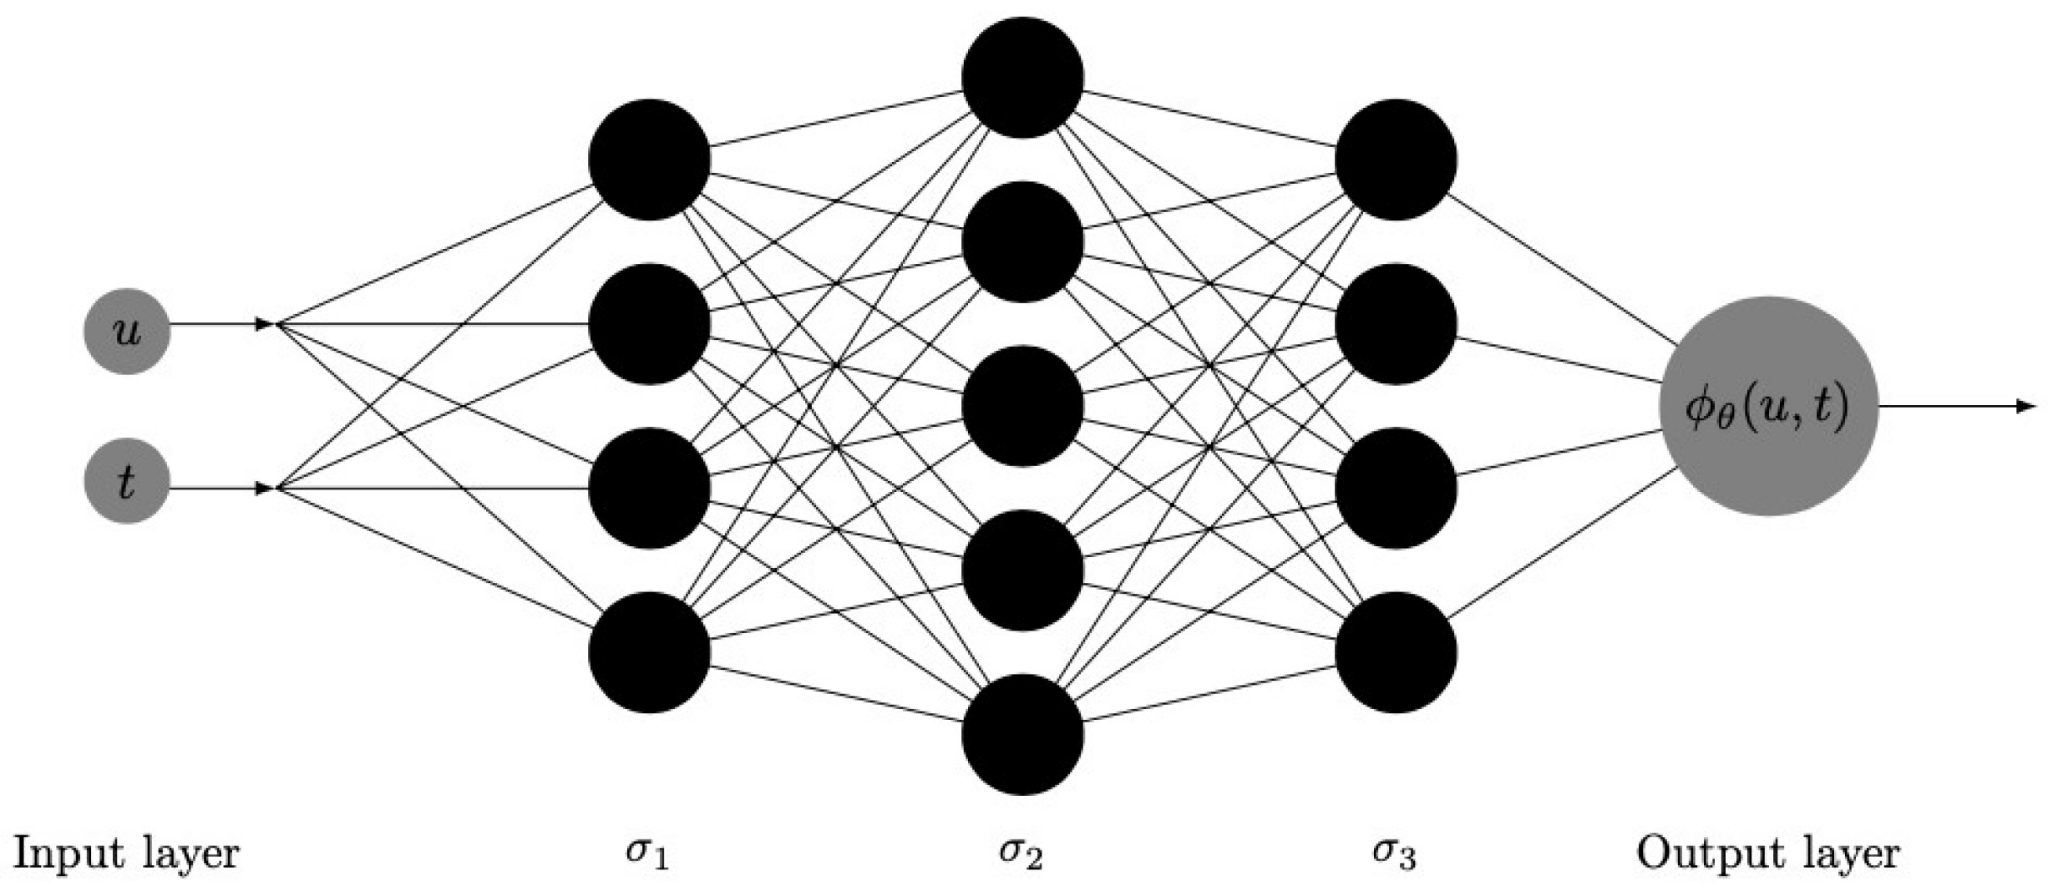 u
t
ϕθ(u, t)
Input layer
σ1
σ2
σ3
Output layer